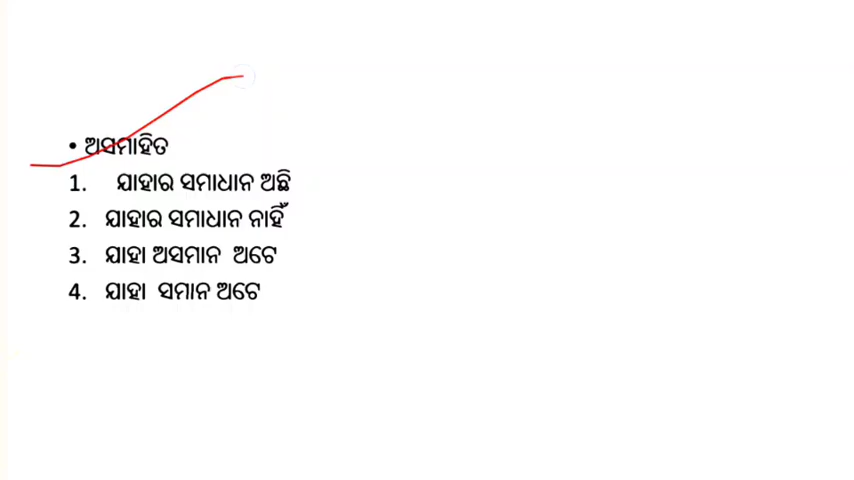 • ଅସମାହିତ
1. ଯାହାର ସମାଧାନ ଅଛି
2. ଯାହାର ସମାଧାନ ନାହିଁ
3. ଯାହା ଅସମାନ ଅଟେ
4. ଯାହା ସମାନ ଅଟେ